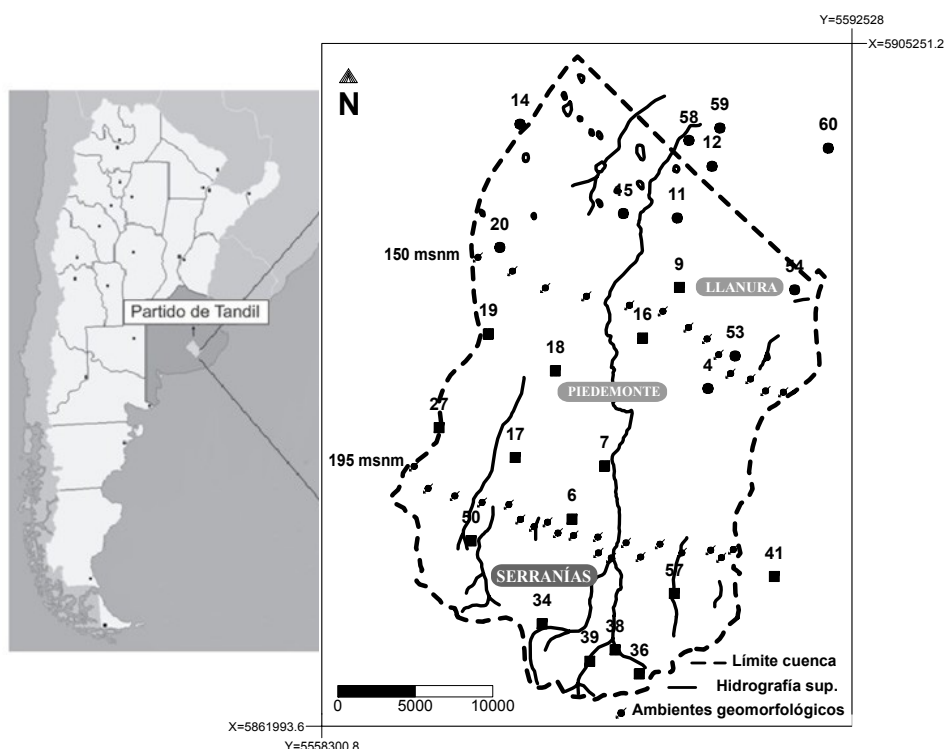 Y=5592528
X=5905251.2
N
14
58
59
12
60
45
11
20
150 msnm
9
54
LLANURA
Partido de Tandil
19
16
53
18
4
PIEDEMONTE
27
17
7
195 msnm
6
50
41
SERRANÍAS
57
34
38
39
36
Límite cuenca
Hidrografía sup.
0 5000 10000
Ambientes geomorfológicos
X=5861993.6
Y=5558300.8